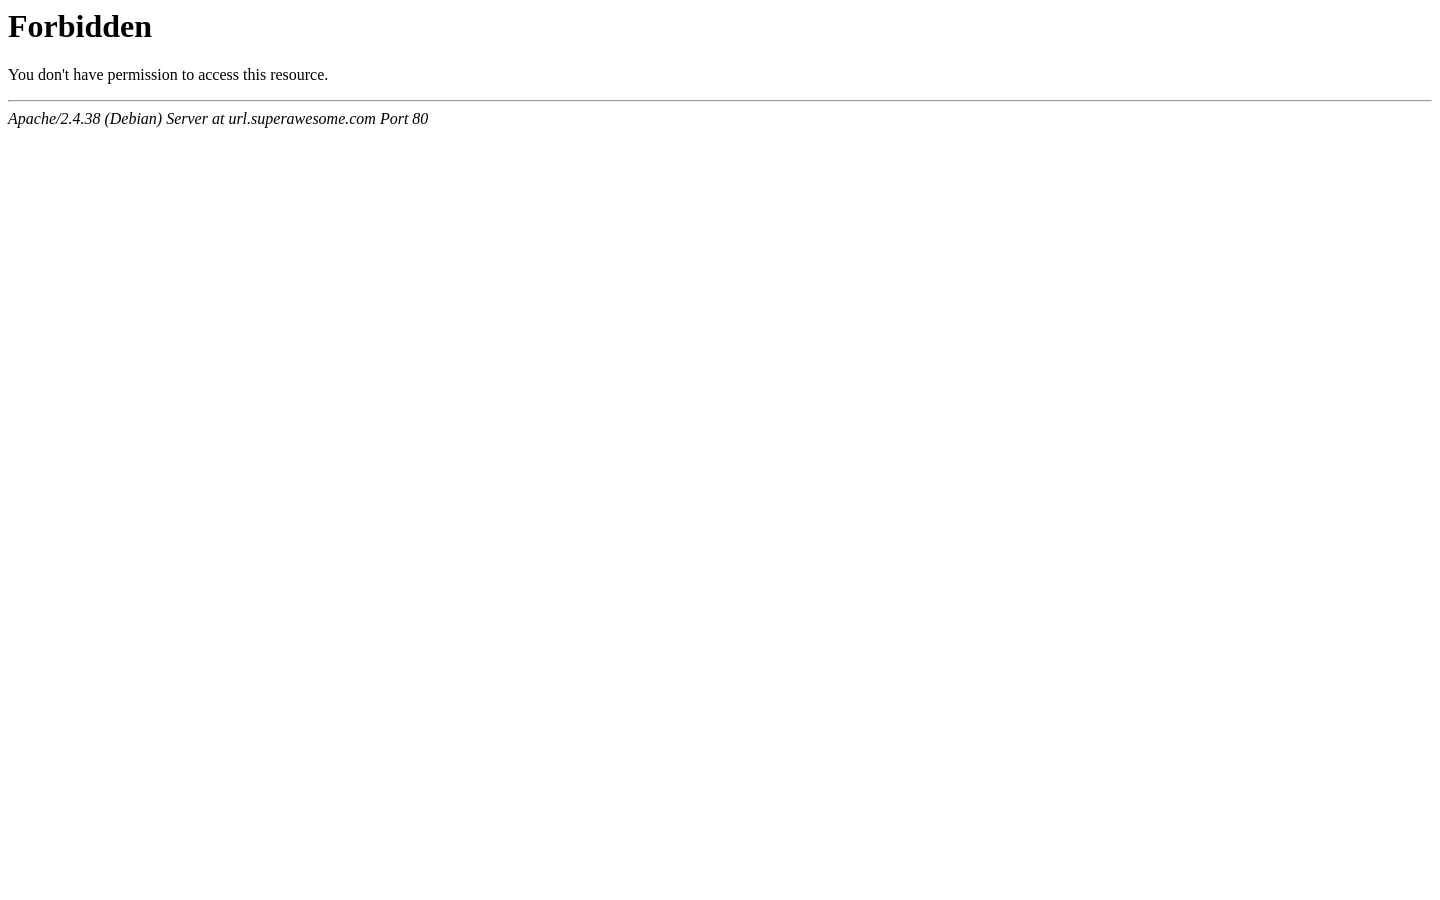 Forbidden
You don't have permission to access this resource.
Apache/2.4.38 (Debian) Server at url.superawesome.com Port 80